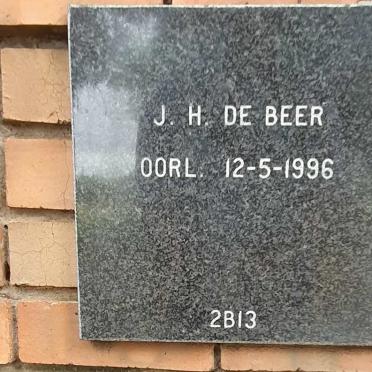 J. H. DE BEER
OORL. 12-5-1996
2B13